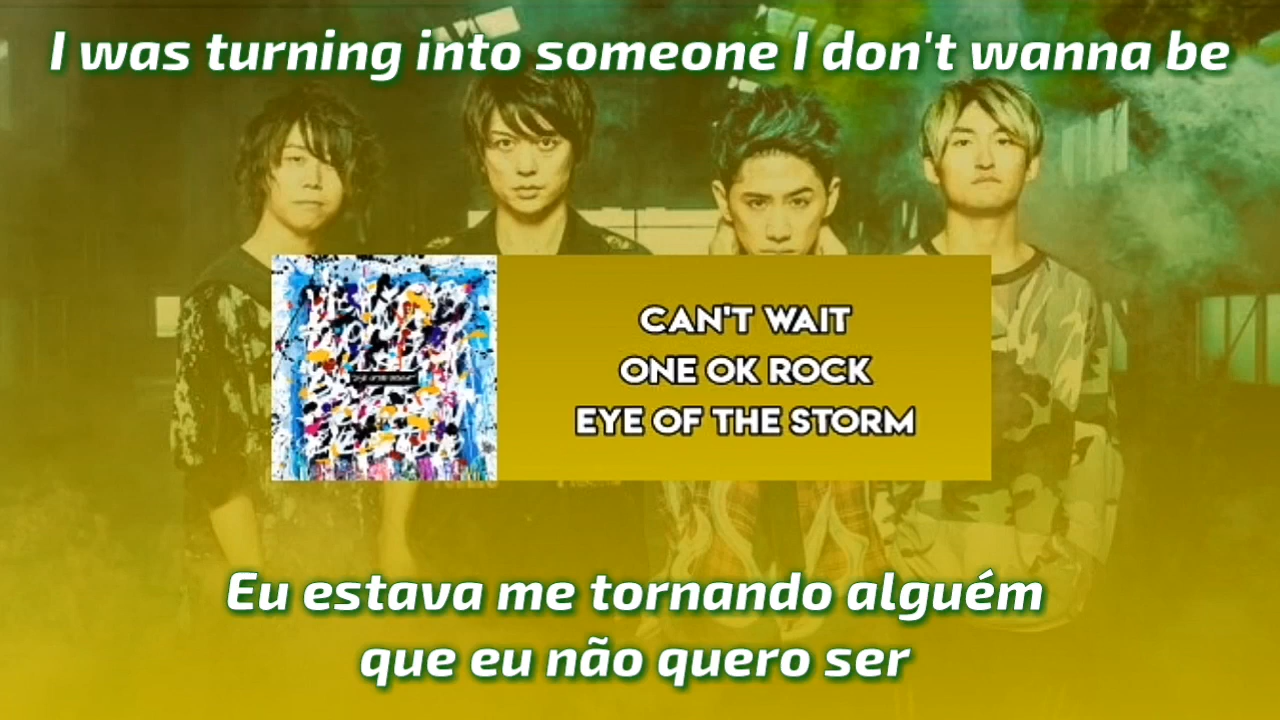 I was turning into someone I don't wanna be
CAN'T WAIT
ONE OK ROCK
EYE OF THE STORM
Eu estava me tornando alguém
que eu não quero ser